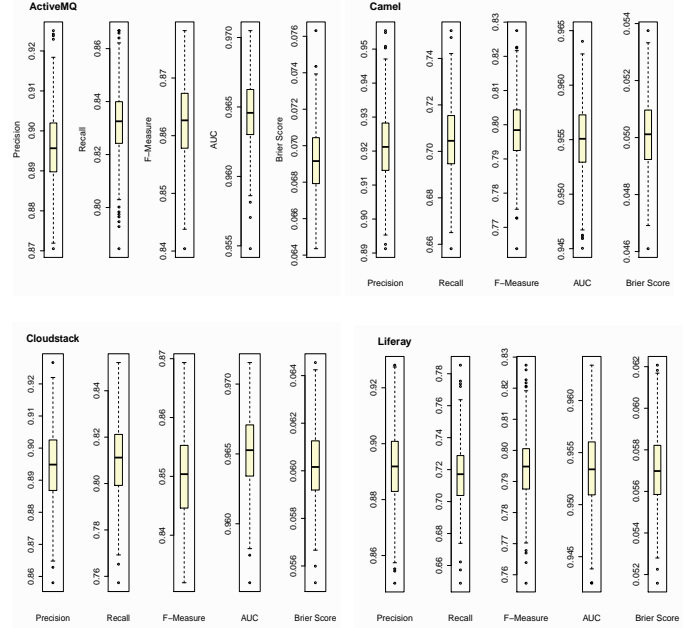 ActiveMQ
Precision
0.87 0.88 0.89 0.90 0.91 0.92
Recall
0.80 0.82 0.84 0.86
F−Measure
0.84 0.85 0.86 0.87
AUC
0.955 0.960 0.965 0.970
Brier Score
0.064 0.066 0.068 0.070 0.072 0.074 0.076
Camel
0.89 0.90 0.91 0.92 0.93 0.94 0.95
0.66 0.68 0.70 0.72 0.74
0.77 0.78 0.79 0.80 0.81 0.82 0.83
0.945 0.950 0.955 0.960 0.965
0.046 0.048 0.050 0.052 0.054
Precision Recall F−Measure AUC Brier Score
Cloudstack
0.86 0.87 0.88 0.89 0.90 0.91 0.92
0.76 0.78 0.80 0.82 0.84
0.84 0.85 0.86 0.87
0.960 0.965 0.970
0.056 0.058 0.060 0.062 0.064
Precision Recall F−Measure AUC Brier Score
Liferay
0.86 0.88 0.90 0.92
0.66 0.68 0.70 0.72 0.74 0.76 0.78
0.76 0.77 0.78 0.79 0.80 0.81 0.82 0.83
0.945 0.950 0.955 0.960
0.052 0.054 0.056 0.058 0.060 0.062
Precision Recall F−Measure AUC Brier Score